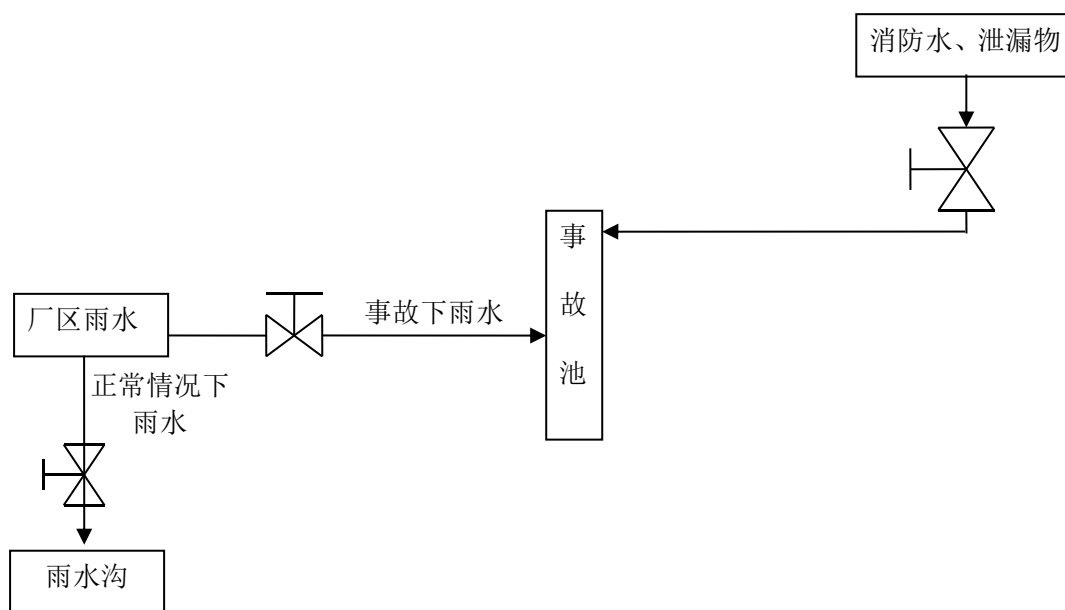 消防水、泄漏物
事
故
池
厂区雨水
事故下雨水
正常情况下
雨水
雨水沟